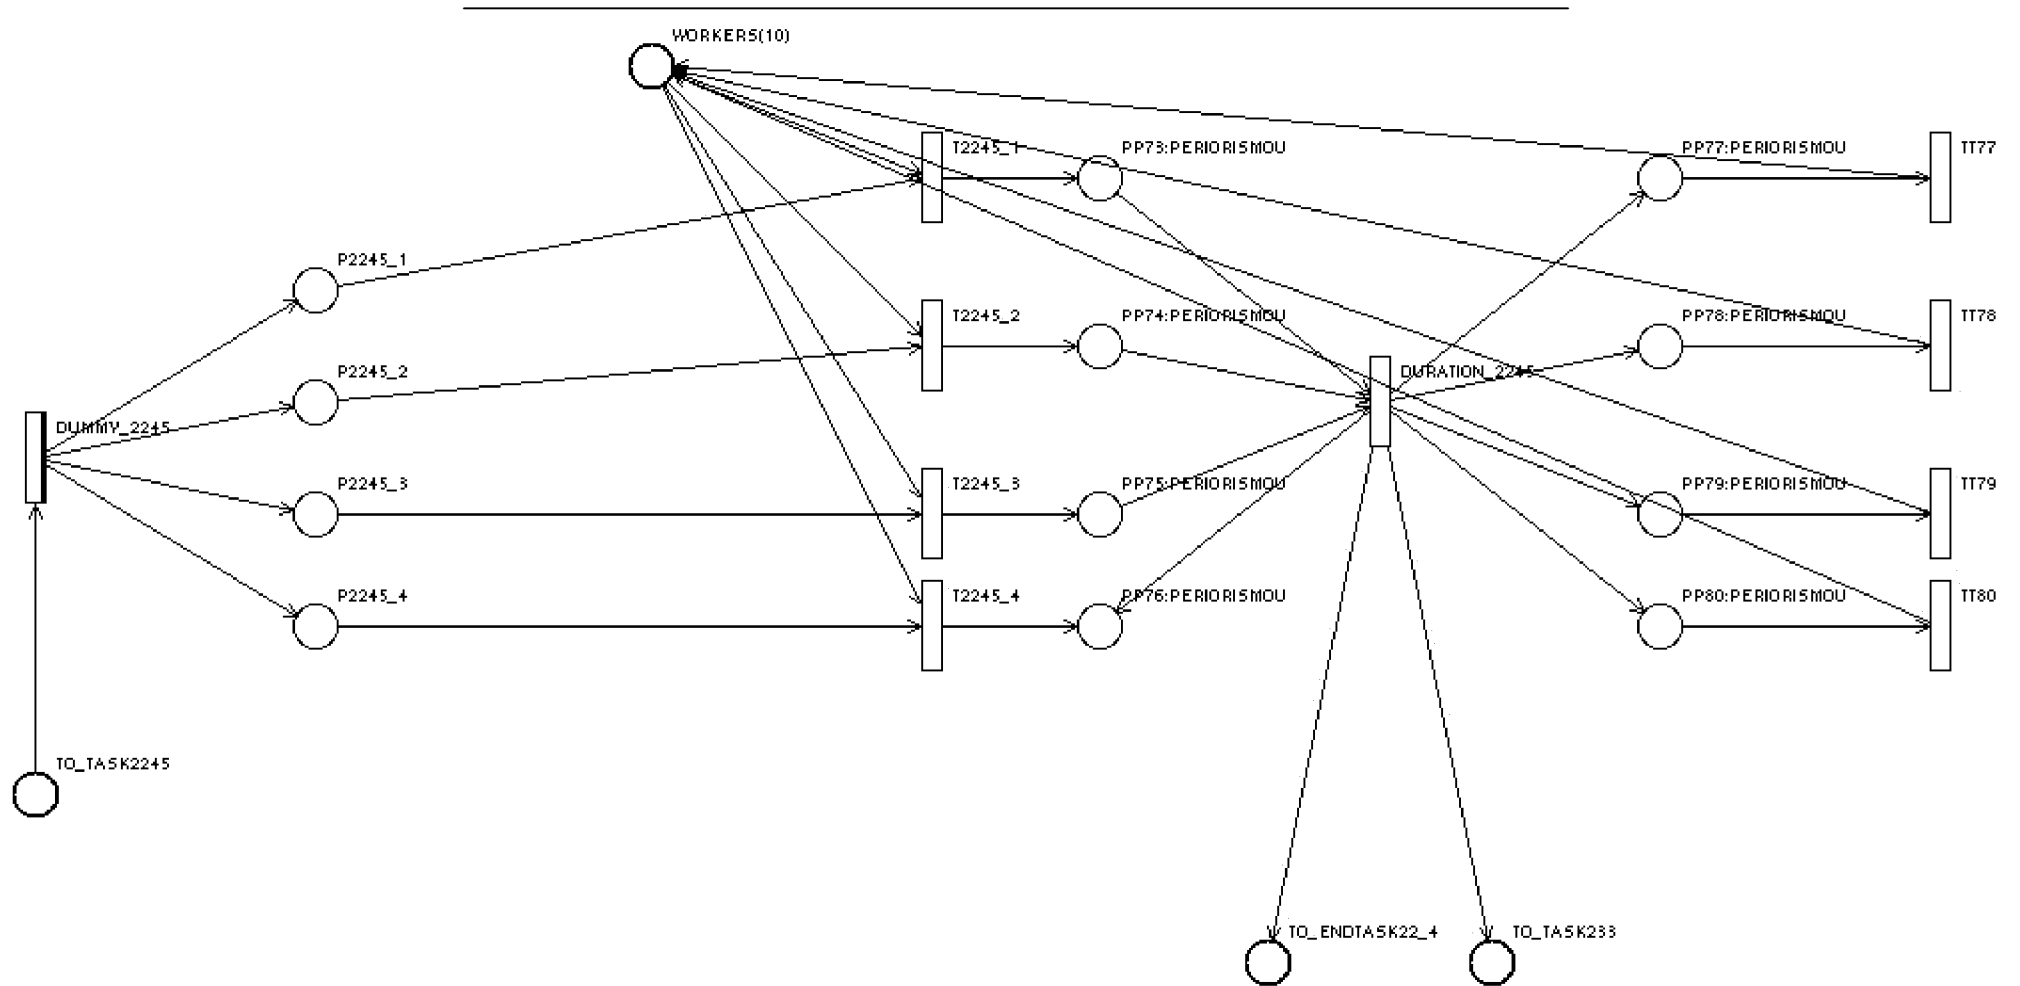 WORKERS(10)
T2245_1
PP73:PERIORISMOU
PP77:PERIORISMOU
TT77
P2245_1
T2245_2
PP74:PERIORISMOU
PP78:PERIORISMOU
TT78
P2245_2
DURATION_2245
DUMMY_2245
P2245_3
T2245_3
PP75:PERIORISMOU
PP79:PERIORISMOU
TT79
P2245_4
T2245_4
PP76:PERIORISMOU
PP80:PERIORISMOU
TT80
TO_TASK2245
TO_ENDTASK22_4
TO_TASK233